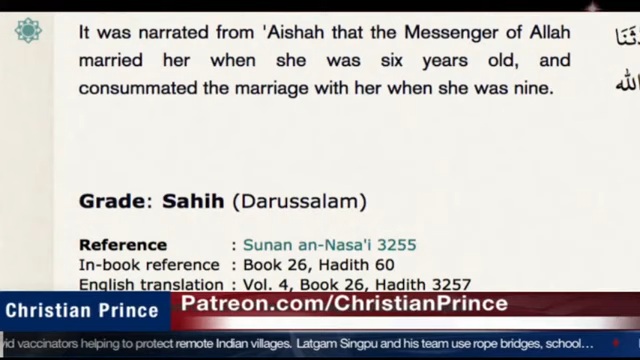 It was narrated from 'Aishah that the Messenger of Allah
married her when she was six years old, and
consummated the marriage with her when she was nine.
Grade: Sahih (Darussalam)
Reference : Sunan an-Nasa'i 3255
In-book reference : Book 26, Hadith 60
English translation : Vol. 4, Book 26, Hadith 3257
Christian Prince
Patreon.com/ChristianPrince
vid vaccinators helping to protect remote Indian villages. Latgam Singpu and his team use rope bridges, school...